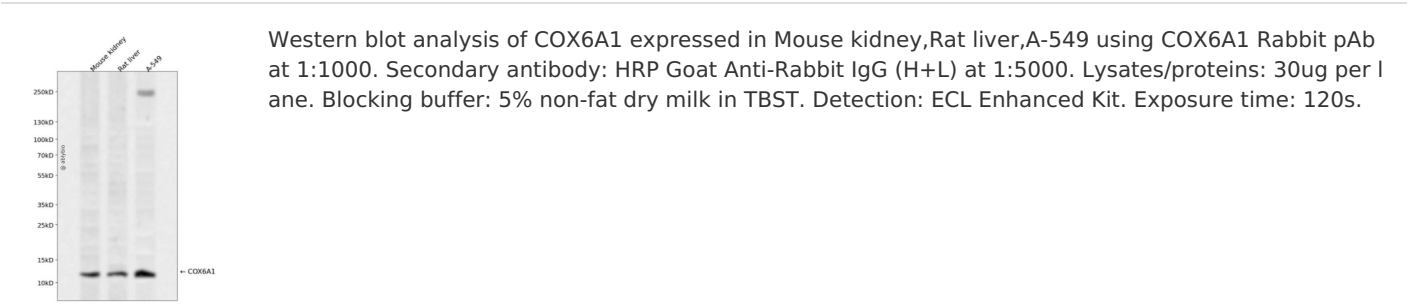 Mouse kidney
Rat liver
A-549
250kD
130kD
100kD
70kD
55kD
35kD
25kD
15kD
10kD
@ abtybio
← COX6A1
Western blot analysis of COX6A1 expressed in Mouse kidney,Rat liver,A-549 using COX6A1 Rabbit pAb
at 1:1000. Secondary antibody: HRP Goat Anti-Rabbit IgG (H+L) at 1:5000. Lysates/proteins: 30ug per l
ane. Blocking buffer: 5% non-fat dry milk in TBST. Detection: ECL Enhanced Kit. Exposure time: 120s.